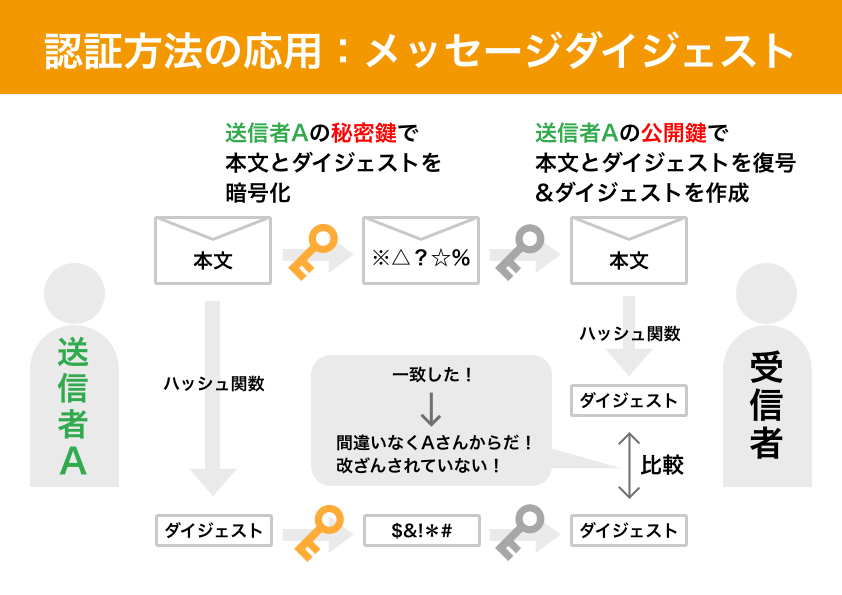 認証方法の応用：メッセージダイジェスト
送信者Aの秘密鍵で
本文とダイジェストを
暗号化
送信者Aの公開鍵で
本文とダイジェストを復号
&ダイジェストを作成
本文
※△？☆%
本文
送信者A
ハッシュ関数
ハッシュ関数
受信者
一致した！
間違いなくAさんからだ！
改ざんされていない！
ダイジェスト
比較
ダイジェスト
$&!＊#
ダイジェスト